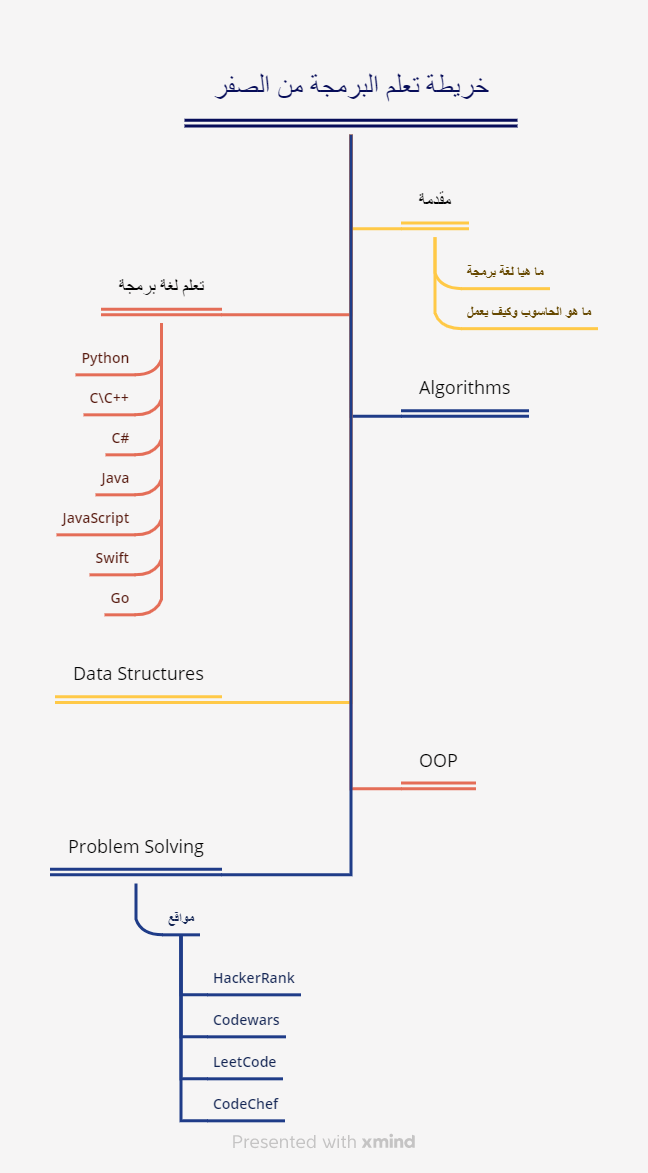 خريطة تعلم البرمجة من الصفر
مقدمة
ما هيا لغة برمجة
ما هو الحاسوب وكيف يعمل
تعلم لغة برمجة
Python
C\C++
C#
Java
JavaScript
Swift
Go
Algorithms
Data Structures
OOP
Problem Solving
مواقع
HackerRank
Codewars
LeetCode
CodeChef
Presented with xmind